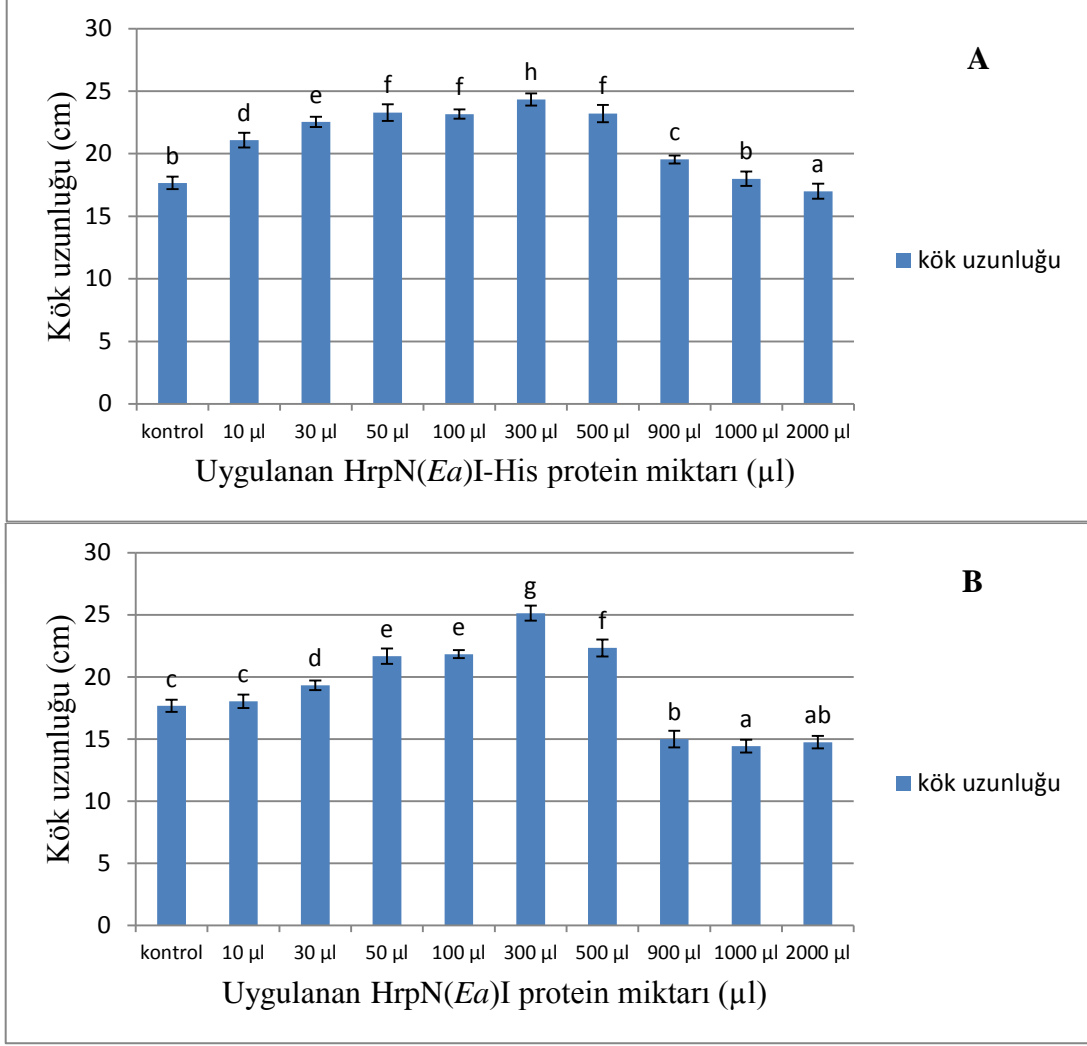 A
30
25
20
15
10
5
0
Kök uzunluğu (cm)
b d e f f h f c b a
kök uzunluğu
kontrol 10 µl 30 µl 50 µl 100 µl 300 µl 500 µl 900 µl 1000 µl 2000 µl
Uygulanan HrpN(Ea)I-His protein miktarı (µl)
B
30
25
20
15
10
5
0
Kök uzunluğu (cm)
c c d e e g f b a ab
kök uzunluğu
kontrol 10 µl 30 µl 50 µl 100 µl 300 µl 500 µl 900 µl 1000 µl 2000 µl
Uygulanan HrpN(Ea)I protein miktarı (µl)